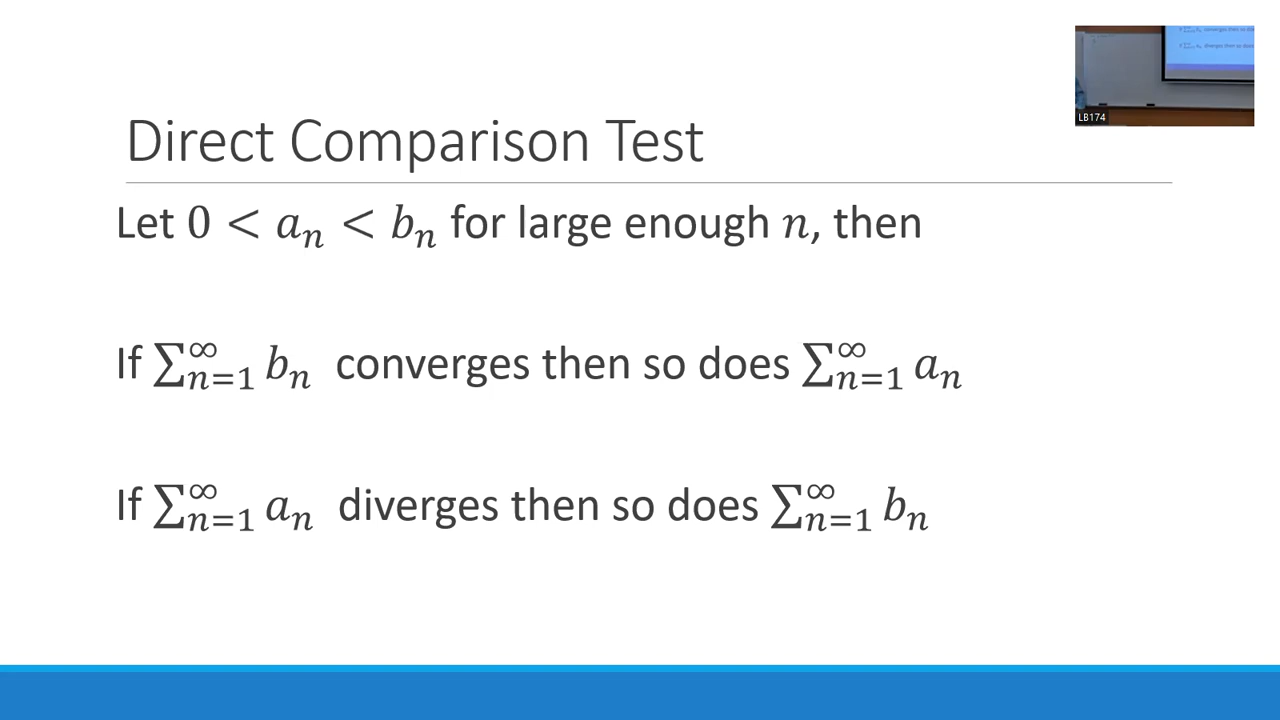 Direct Comparison Test
Let 0 < aₙ < bₙ for large enough n, then
If ∑ₙ₌₁^∞ bₙ converges then so does ∑ₙ₌₁^∞ aₙ
If ∑ₙ₌₁^∞ aₙ diverges then so does ∑ₙ₌₁^∞ bₙ
LB174